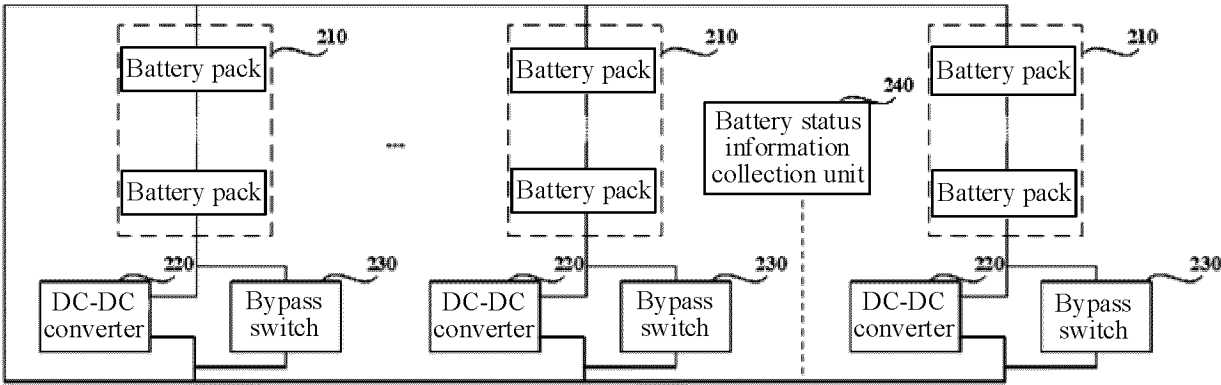 210
Battery pack
Battery pack
220
DC-DC
converter
230
Bypass
switch
...
210
Battery pack
Battery pack
220
DC-DC
converter
230
Bypass
switch
240
Battery status
information
collection unit
210
Battery pack
Battery pack
220
DC-DC
converter
230
Bypass
switch